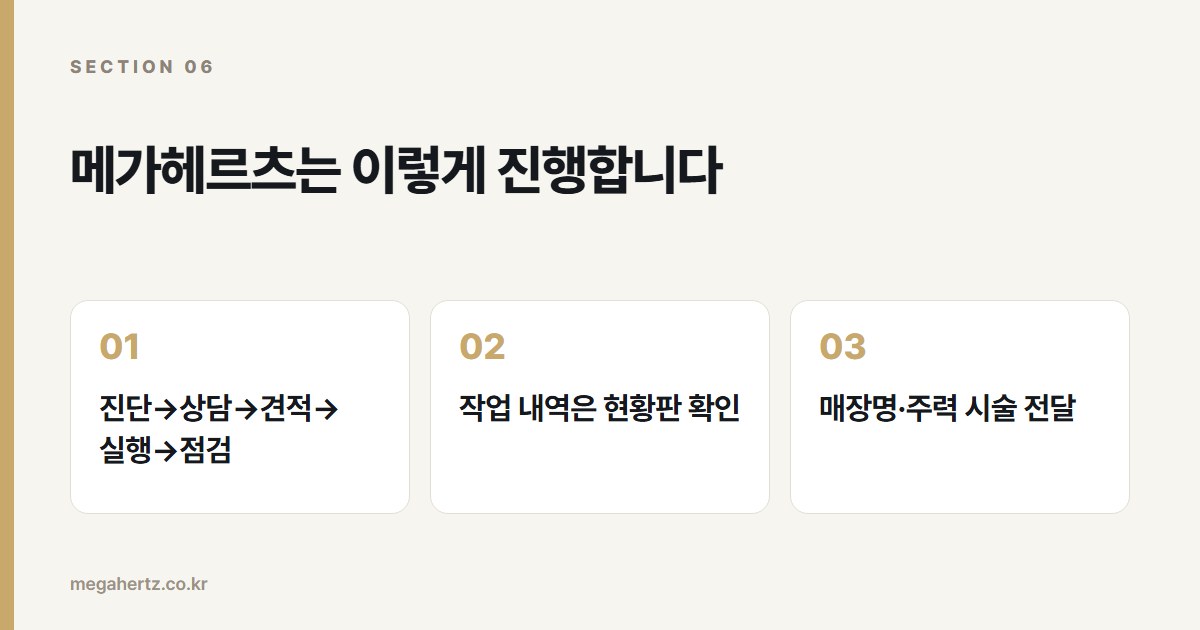 SECTION 06
메가헤르츠는 이렇게 진행합니다
01
진단→상담→견적→
실행→점검
02
작업 내역은 현황판 확인
03
매장명·주력 시술 전달
megahertz.co.kr